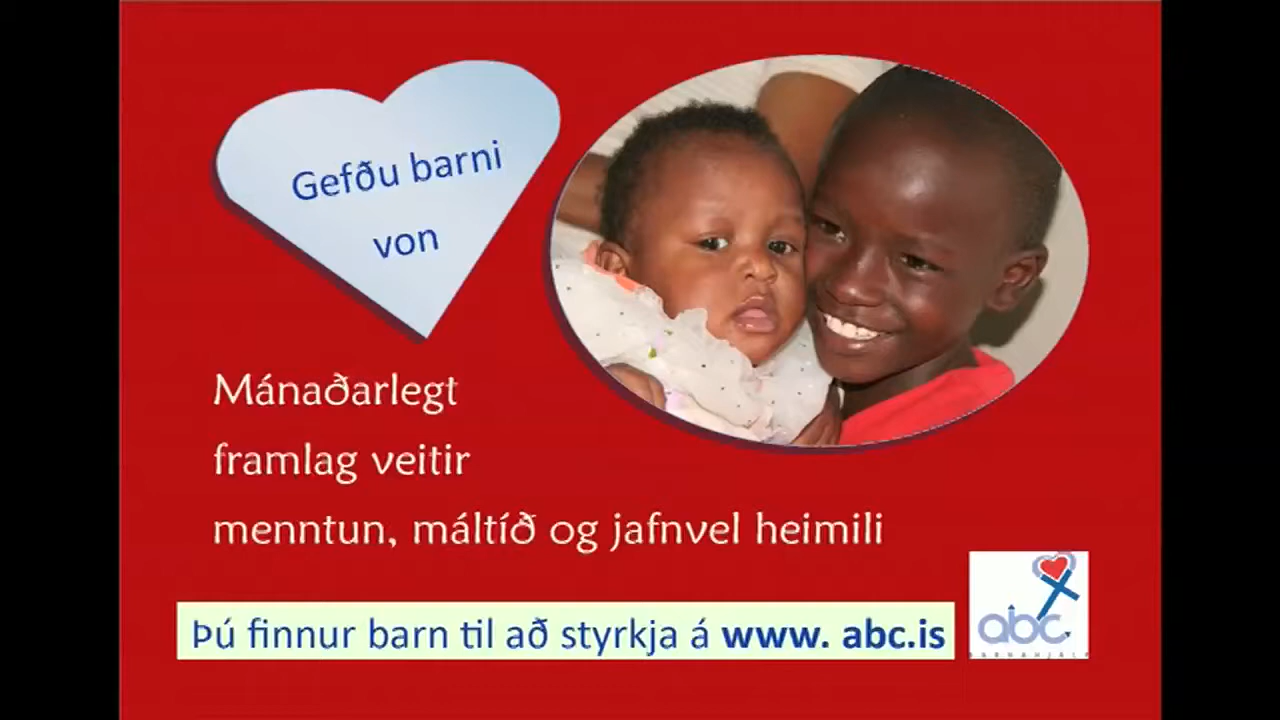 Gefðu barni
von
Mánaðarlegt
framlag veitir
menntun, máltíð og jafnvel heimili
Þú finnur barn til að styrkja á www. abc.is
abc
BARNAHJÁLP